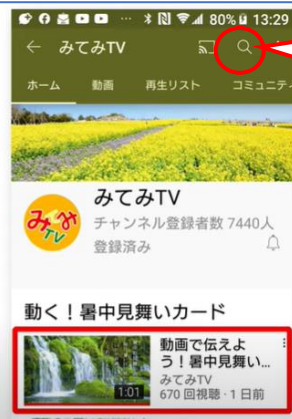 80% 13:29
みてみTV
ホーム 動画 再生リスト コミュニティ
みてみTV
みてみ
TV
チャンネル登録者数 7440人
登録済み
動く！暑中見舞いカード
動画で伝えよ
う！暑中見舞い...
みてみTV
670 回視聴・1 日前
1:01